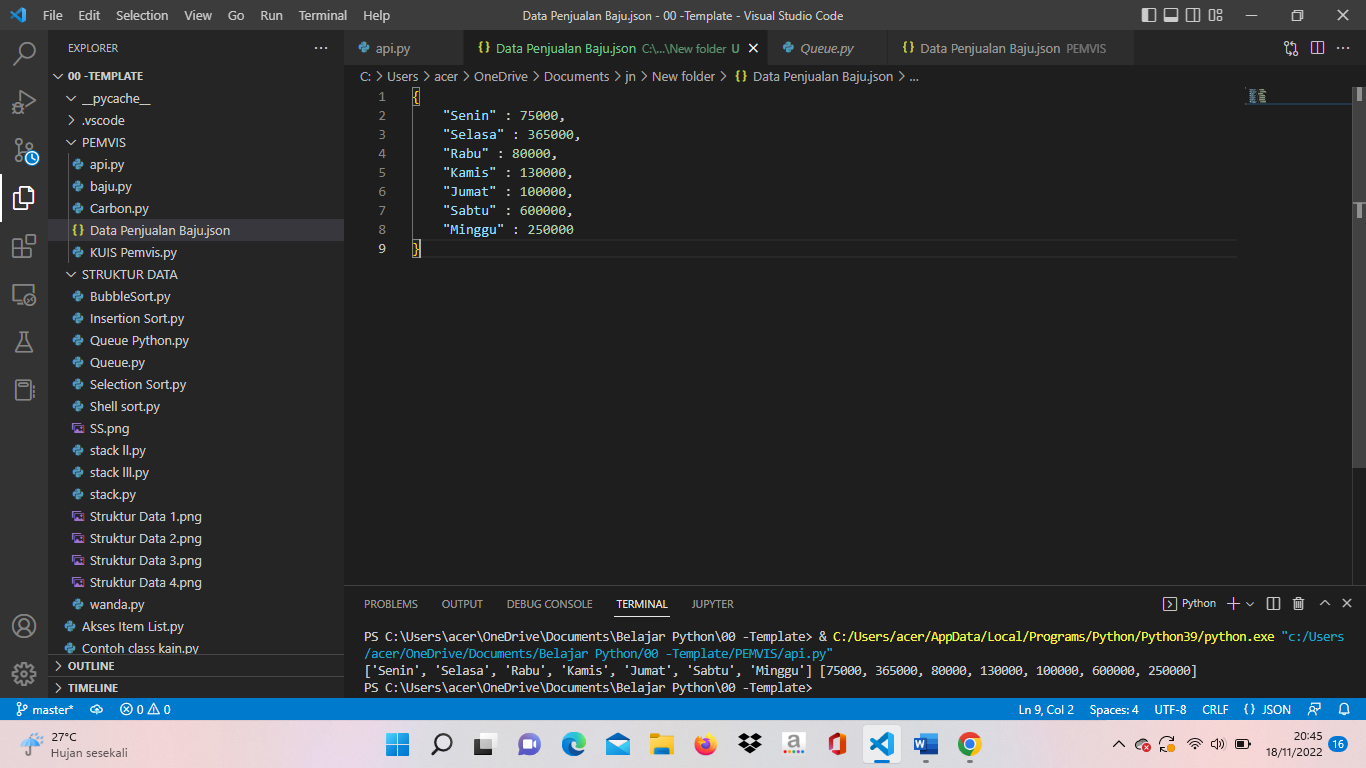 File Edit Selection View Go Run Terminal Help
Data Penjualan Baju.json - 00 -Template - Visual Studio Code
EXPLORER
00 -TEMPLATE
__pycache__
.vscode
PEMVIS
api.py
baju.py
Carbon.py
Data Penjualan Baju.json
KUIS Pemvis.py
STRUKTUR DATA
BubbleSort.py
Insertion Sort.py
Queue Python.py
Queue.py
Selection Sort.py
Shell sort.py
SS.png
stack ll.py
stack lll.py
stack.py
Struktur Data 1.png
Struktur Data 2.png
Struktur Data 3.png
Struktur Data 4.png
wanda.py
Akses Item List.py
Contoh class kain.py
OUTLINE
TIMELINE
api.py
Data Penjualan Baju.json C:\...\New folder U
Queue.py
Data Penjualan Baju.json PEMVIS
C: > Users > acer > OneDrive > Documents > jn > New folder > {} Data Penjualan Baju.json > ...
1 {
2 "Senin" : 75000,
3 "Selasa" : 365000,
4 "Rabu" : 80000,
5 "Kamis" : 130000,
6 "Jumat" : 100000,
7 "Sabtu" : 600000,
8 "Minggu" : 250000
9 }
PROBLEMS OUTPUT DEBUG CONSOLE TERMINAL JUPYTER
Python
PS C:\Users\acer\OneDrive\Documents\Belajar Python\00 -Template> & C:/Users/acer/AppData/Local/Programs/Python/Python39/python.exe "c:/Users
/acer/OneDrive/Documents/Belajar Python/00 -Template/PEMVIS/api.py"
['Senin', 'Selasa', 'Rabu', 'Kamis', 'Jumat', 'Sabtu', 'Minggu'] [75000, 365000, 80000, 130000, 100000, 600000, 250000]
PS C:\Users\acer\OneDrive\Documents\Belajar Python\00 -Template>
master* 0 0
Ln 9, Col 2 Spaces: 4 UTF-8 CRLF {} JSON
27°C
Hujan sesekali
20:45
18/11/2022
16